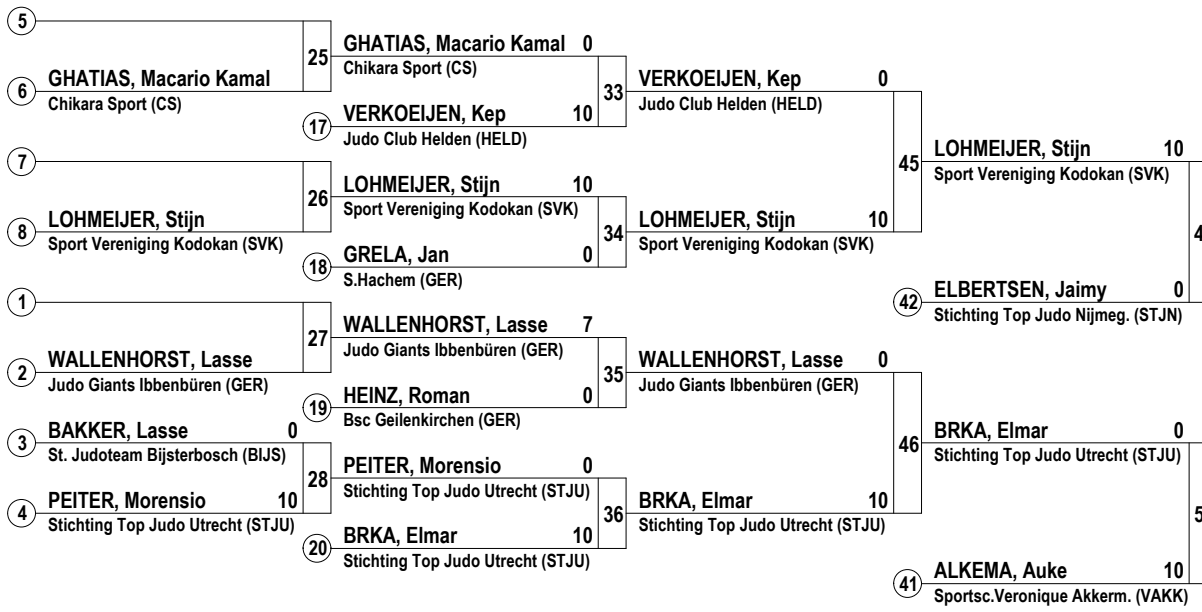 5
25
GHATIAS, Macario Kamal 0
Chikara Sport (CS)
6
GHATIAS, Macario Kamal
Chikara Sport (CS)
33
VERKOEIJEN, Kep 0
Judo Club Helden (HELD)
17
VERKOEIJEN, Kep 10
Judo Club Helden (HELD)
7
45
LOHMEIJER, Stijn 10
Sport Vereniging Kodokan (SVK)
26
LOHMEIJER, Stijn 10
Sport Vereniging Kodokan (SVK)
8
LOHMEIJER, Stijn
Sport Vereniging Kodokan (SVK)
34
LOHMEIJER, Stijn 10
Sport Vereniging Kodokan (SVK)
4
18
GRELA, Jan 0
S.Hachem (GER)
1
42
ELBERTSEN, Jaimy 0
Stichting Top Judo Nijmeg. (STJN)
27
WALLENHORST, Lasse 7
Judo Giants Ibbenbüren (GER)
2
WALLENHORST, Lasse
Judo Giants Ibbenbüren (GER)
35
WALLENHORST, Lasse 0
Judo Giants Ibbenbüren (GER)
19
HEINZ, Roman 0
Bsc Geilenkirchen (GER)
3
BAKKER, Lasse 0
St. Judoteam Bijsterbosch (BIJS)
46
BRKA, Elmar 0
Stichting Top Judo Utrecht (STJU)
28
PEITER, Morensio 0
Stichting Top Judo Utrecht (STJU)
4
PEITER, Morensio 10
Stichting Top Judo Utrecht (STJU)
36
BRKA, Elmar 10
Stichting Top Judo Utrecht (STJU)
5
20
BRKA, Elmar 10
Stichting Top Judo Utrecht (STJU)
41
ALKEMA, Auke 10
Sportsc.Veronique Akkerm. (VAKK)